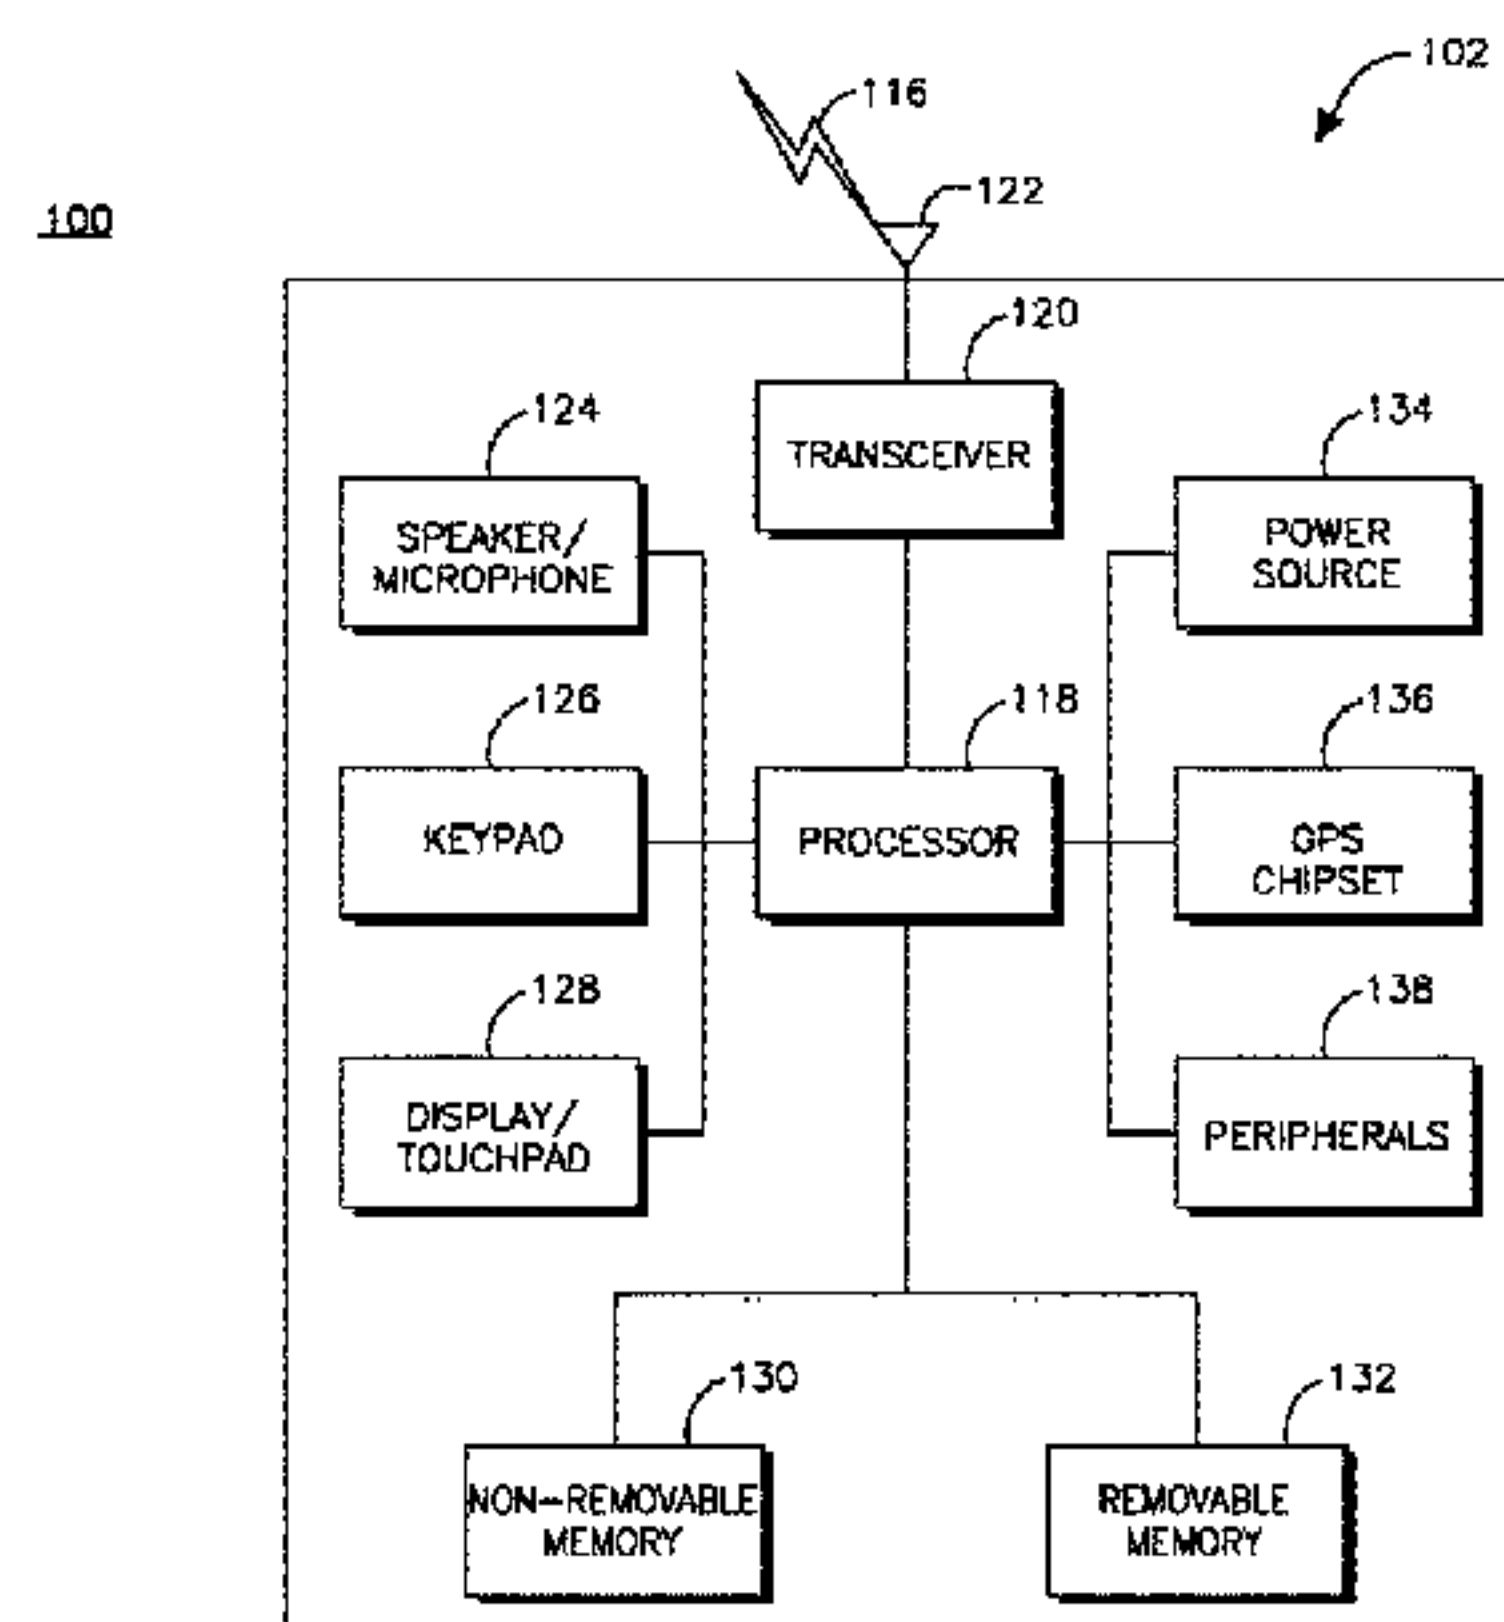 102
116
122
100
120
124
134
TRANSCEIVER
SPEAKER/
MICROPHONE
POWER
SOURCE
126
118
136
KEYPAD
PROCESSOR
GPS
CHIPSET
128
138
DISPLAY/
TOUCHPAD
PERIPHERALS
130
132
NON-REMOVABLE
MEMORY
REMOVABLE
MEMORY